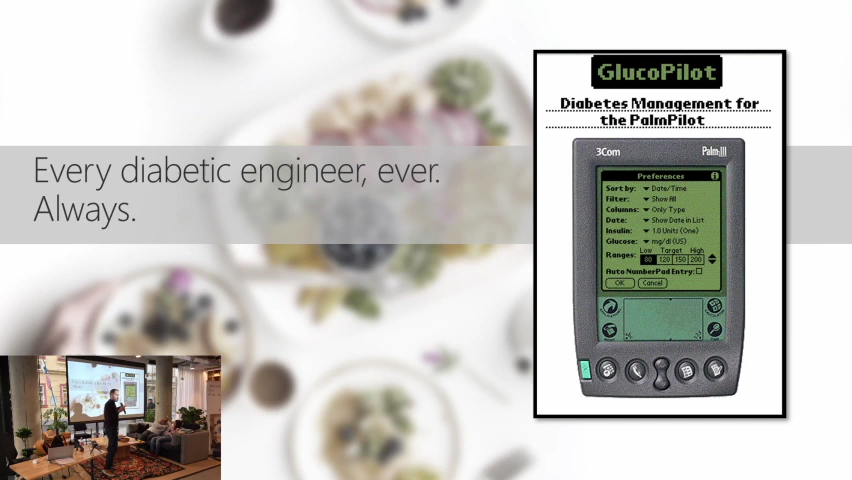 Every diabetic engineer, ever.
Always.
GlucoPilot
Diabetes Management for
the PalmPilot
3Com
Palm III
Preferences
Sort by: Date/Time
Filter: Show All
Columns: Only Type
Date: Show Date in List
Insulin: 1.0 Units (One)
Glucose: mg/dl (US)
Low Target High
Ranges: 80 120 150 200
Auto NumberPad Entry:
OK Cancel